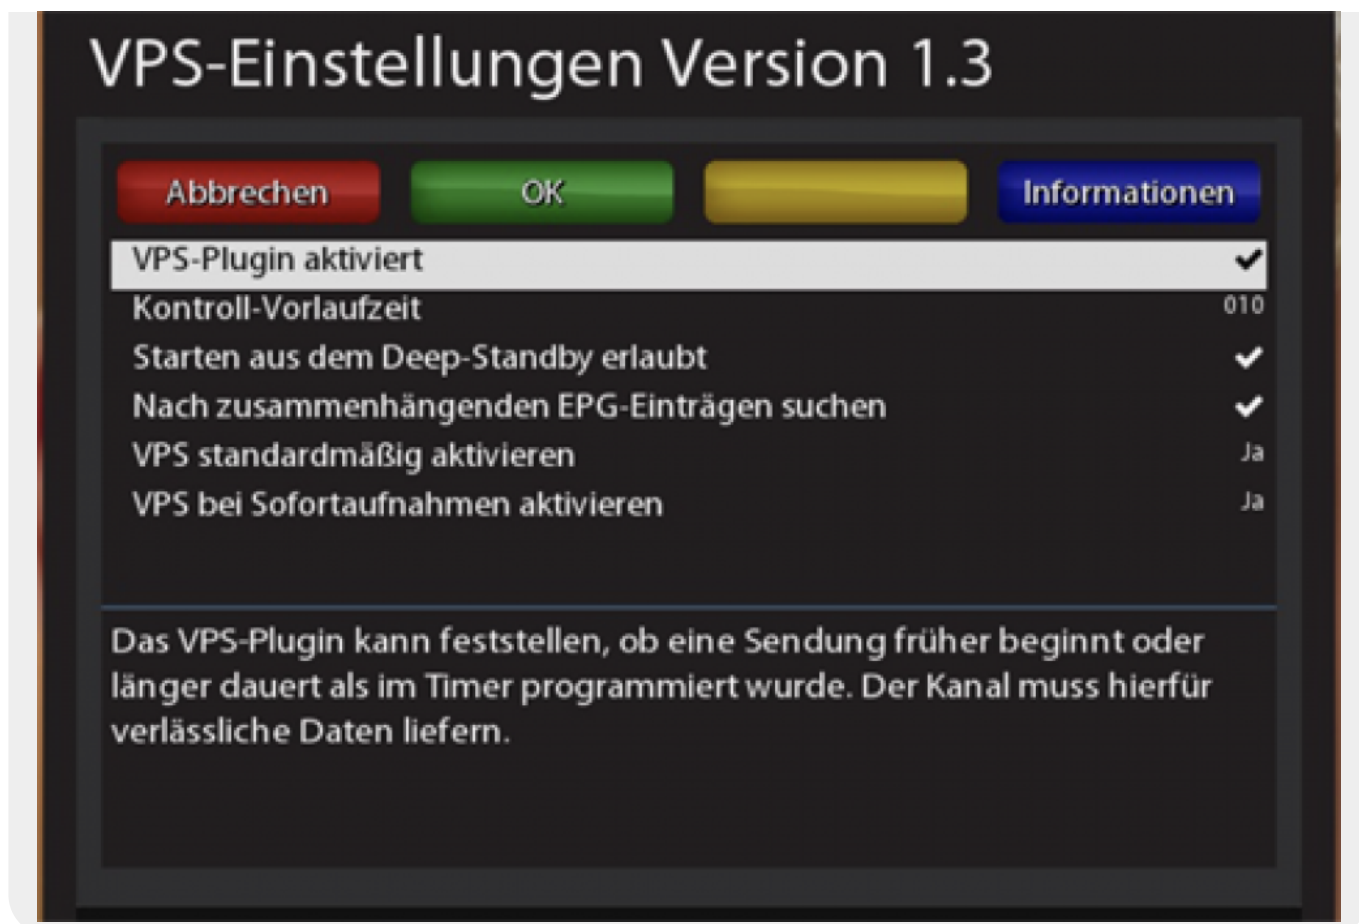 VPS-Einstellungen Version 1.3
Abbrechen OK Informationen
VPS-Plugin aktiviert ✔
Kontroll-Vorlaufzeit 010
Starten aus dem Deep-Standby erlaubt ✔
Nach zusammenhängenden EPG-Einträgen suchen ✔
VPS standardmäßig aktivieren Ja
VPS bei Sofortaufnahmen aktivieren Ja
Das VPS-Plugin kann feststellen, ob eine Sendung früher beginnt oder
länger dauert als im Timer programmiert wurde. Der Kanal muss hierfür
verlässliche Daten liefern.